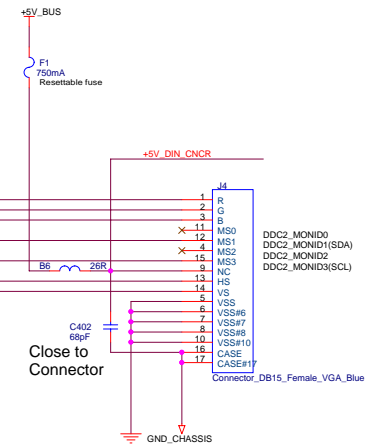 +5V_BUS
F1
750mA
Resettable fuse
+5V_DIN_CNCR
J4
1 R
2 G
3 B
11 MS0 DDC2_MONID0
12 MS1 DDC2_MONID1(SDA)
4 MS2 DDC2_MONID2
15 MS3 DDC2_MONID3(SCL)
B6 26R 9 NC
13 HS
14 VS
5 VSS
6 VSS#6
7 VSS#7
8 VSS#8
10 VSS#10
16 CASE
17 CASE#17
C402
68pF
Close to
Connector
Connector_DB15_Female_VGA_Blue
GND_CHASSIS